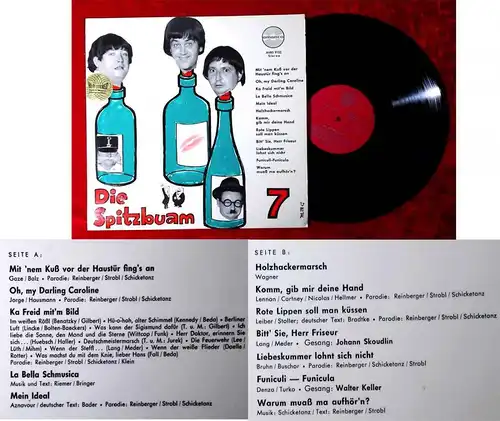 Mit 'nem Kuß vor der
Haustür fing's an
Oh, my Darling Caroline
Ka Freid mit'm Bild
La Bella Schmusica
Mein Ideal
Holzhackermarsch
Komm,
gib mir deine Hand
Rote Lippen
soll man küssen
Bitt' Sie, Herr Friseur
Liebeskummer
lohnt sich nicht
Funiculi-Funicula
Warum
muaß ma aufhör'n?
Die
Spitzbuam
7
SEITE A:
Mit 'nem Kuß vor der Haustür fing's an
Gaze / Balz • Parodie: Reinberger / Strobl / Schicketanz
Oh, my Darling Caroline
Jorge / Hausmann • Parodie: Reinberger / Strobl / Schicketanz
Ka Freid mit'm Bild
Im weißen Rößl (Benatzky / Gilbert) • Hü-o-hoh, alter Schimmel (Kennedy / Beda) • Berliner
Luft (Lincke / Bolten-Baeckers) • Was kann der Sigismund dafür (T. u. M.: Gilbert) • Ich
liebe die Sonne, den Mond und die Sterne (Wittcop / Funk) • Herr Doktor, erinnern Sie
sich ... (Huebsch / Haller) • Deutschmeistermarsch (T. u. M.: Jurek) • Die Feuerwehr (Lee /
Lüth / Mihm) • Wenn der Steffl ... (Lang / Meder) • Wenn der weiße Flieder (Doelle /
Rotter) • Was machst du mit dem Knie, lieber Hans (Fall / Beda)
Parodie: Reinberger / Strobl / Schicketanz / Klein
La Bella Schmusica
Musik und Text: Riemer / Bringer
Mein Ideal
Aznavour / deutscher Text: Bader • Parodie: Reinberger / Strobl / Schicketanz
SEITE B:
Holzhackermarsch
Wagner
Komm, gib mir deine Hand
Lennon / Cartney / Nicolas / Hellmer • Parodie: Reinberger / Strobl / Schicketanz
Rote Lippen soll man küssen
Leiber / Stoller; deutscher Text: Bradtke • Parodie: Reinberger / Strobl / Schicketanz
Bitt' Sie, Herr Friseur
Lang / Meder • Gesang: Johann Skoudlin
Liebeskummer lohnt sich nicht
Bruhn / Buschor • Parodie: Reinberger / Strobl / Schicketanz
Funiculi — Funicula
Denza / Turko • Gesang: Walter Keller
Warum muaß ma aufhör'n?
Musik: Schicketanz • Text: Reinberger / Strobl